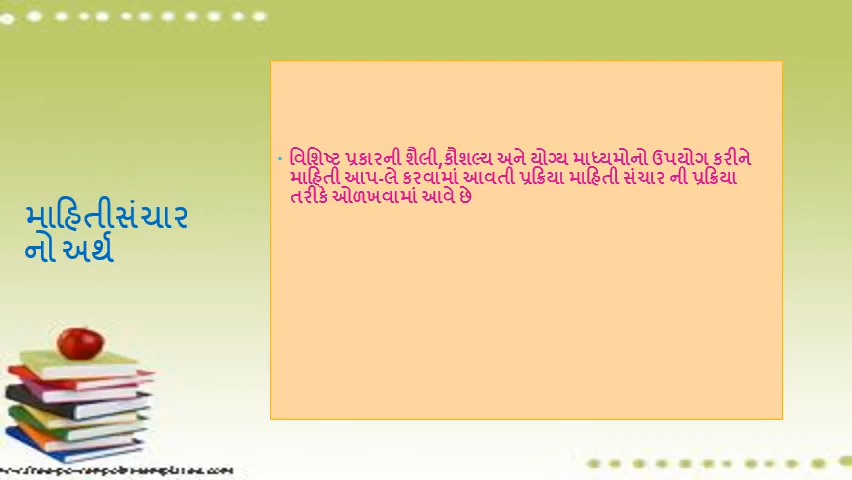 માહિતીસંચાર
નો અર્થ
• વિશિષ્ટ પ્રકારની શૈલી,કૌશલ્ય અને યોગ્ય માધ્યમોનો ઉપયોગ કરીને
માહિતી આપ-લે કરવામાં આવતી પ્રક્રિયા માહિતી સંચાર ની પ્રક્રિયા
તરીકે ઓળખવામાં આવે છે